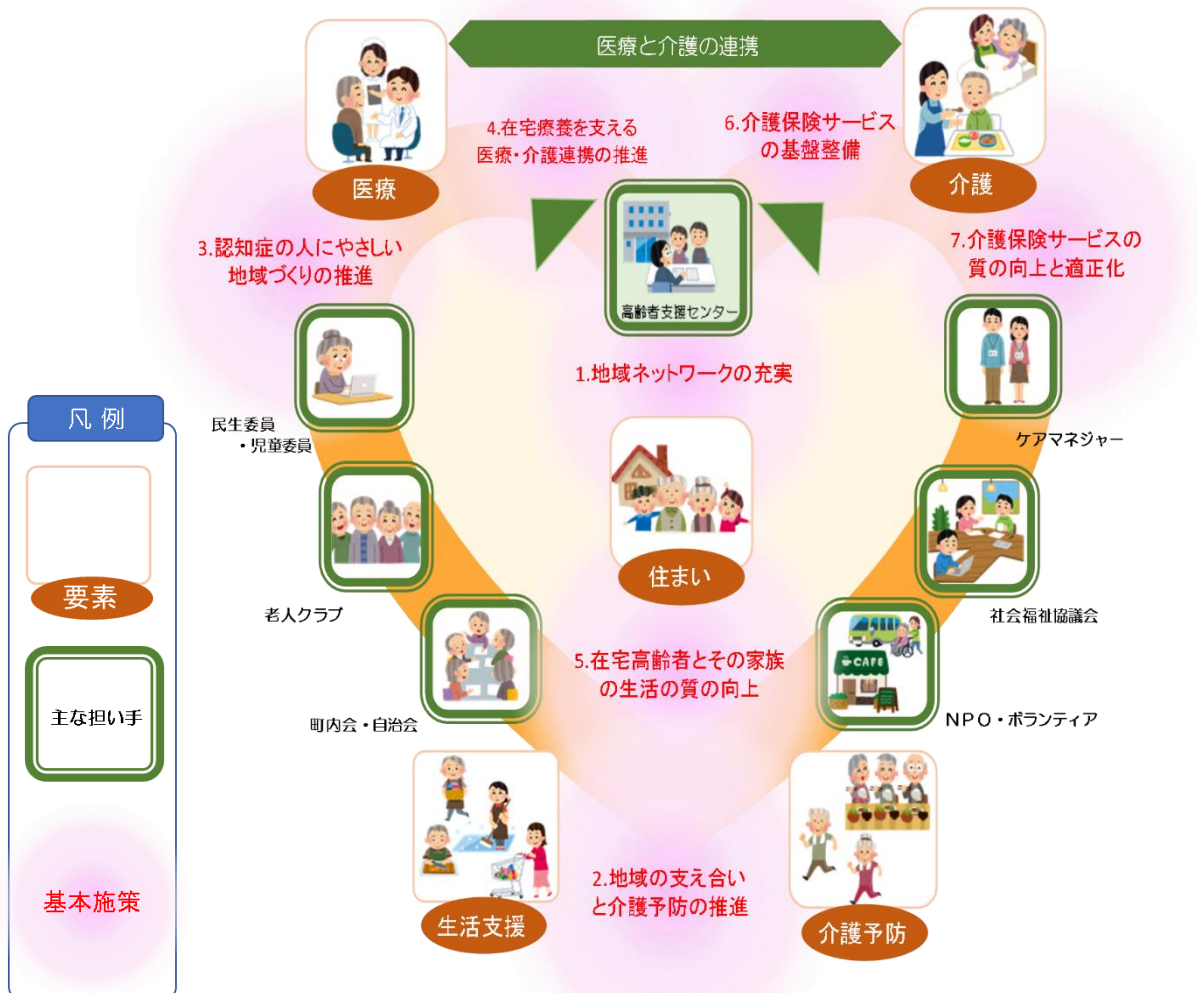 医療と介護の連携
4.在宅療養を支える
医療・介護連携の推進
6.介護保険サービス
の基盤整備
医療
介護
3.認知症の人にやさしい
地域づくりの推進
7.介護保険サービスの
質の向上と適正化
高齢者支援センター
1.地域ネットワークの充実
凡 例
要素
主な担い手
基本施策
民生委員
・児童委員
ケアマネジャー
住まい
老人クラブ
社会福祉協議会
CAFE
5.在宅高齢者とその家族
の生活の質の向上
町内会・自治会
NPO・ボランティア
2.地域の支え合い
と介護予防の推進
生活支援
介護予防